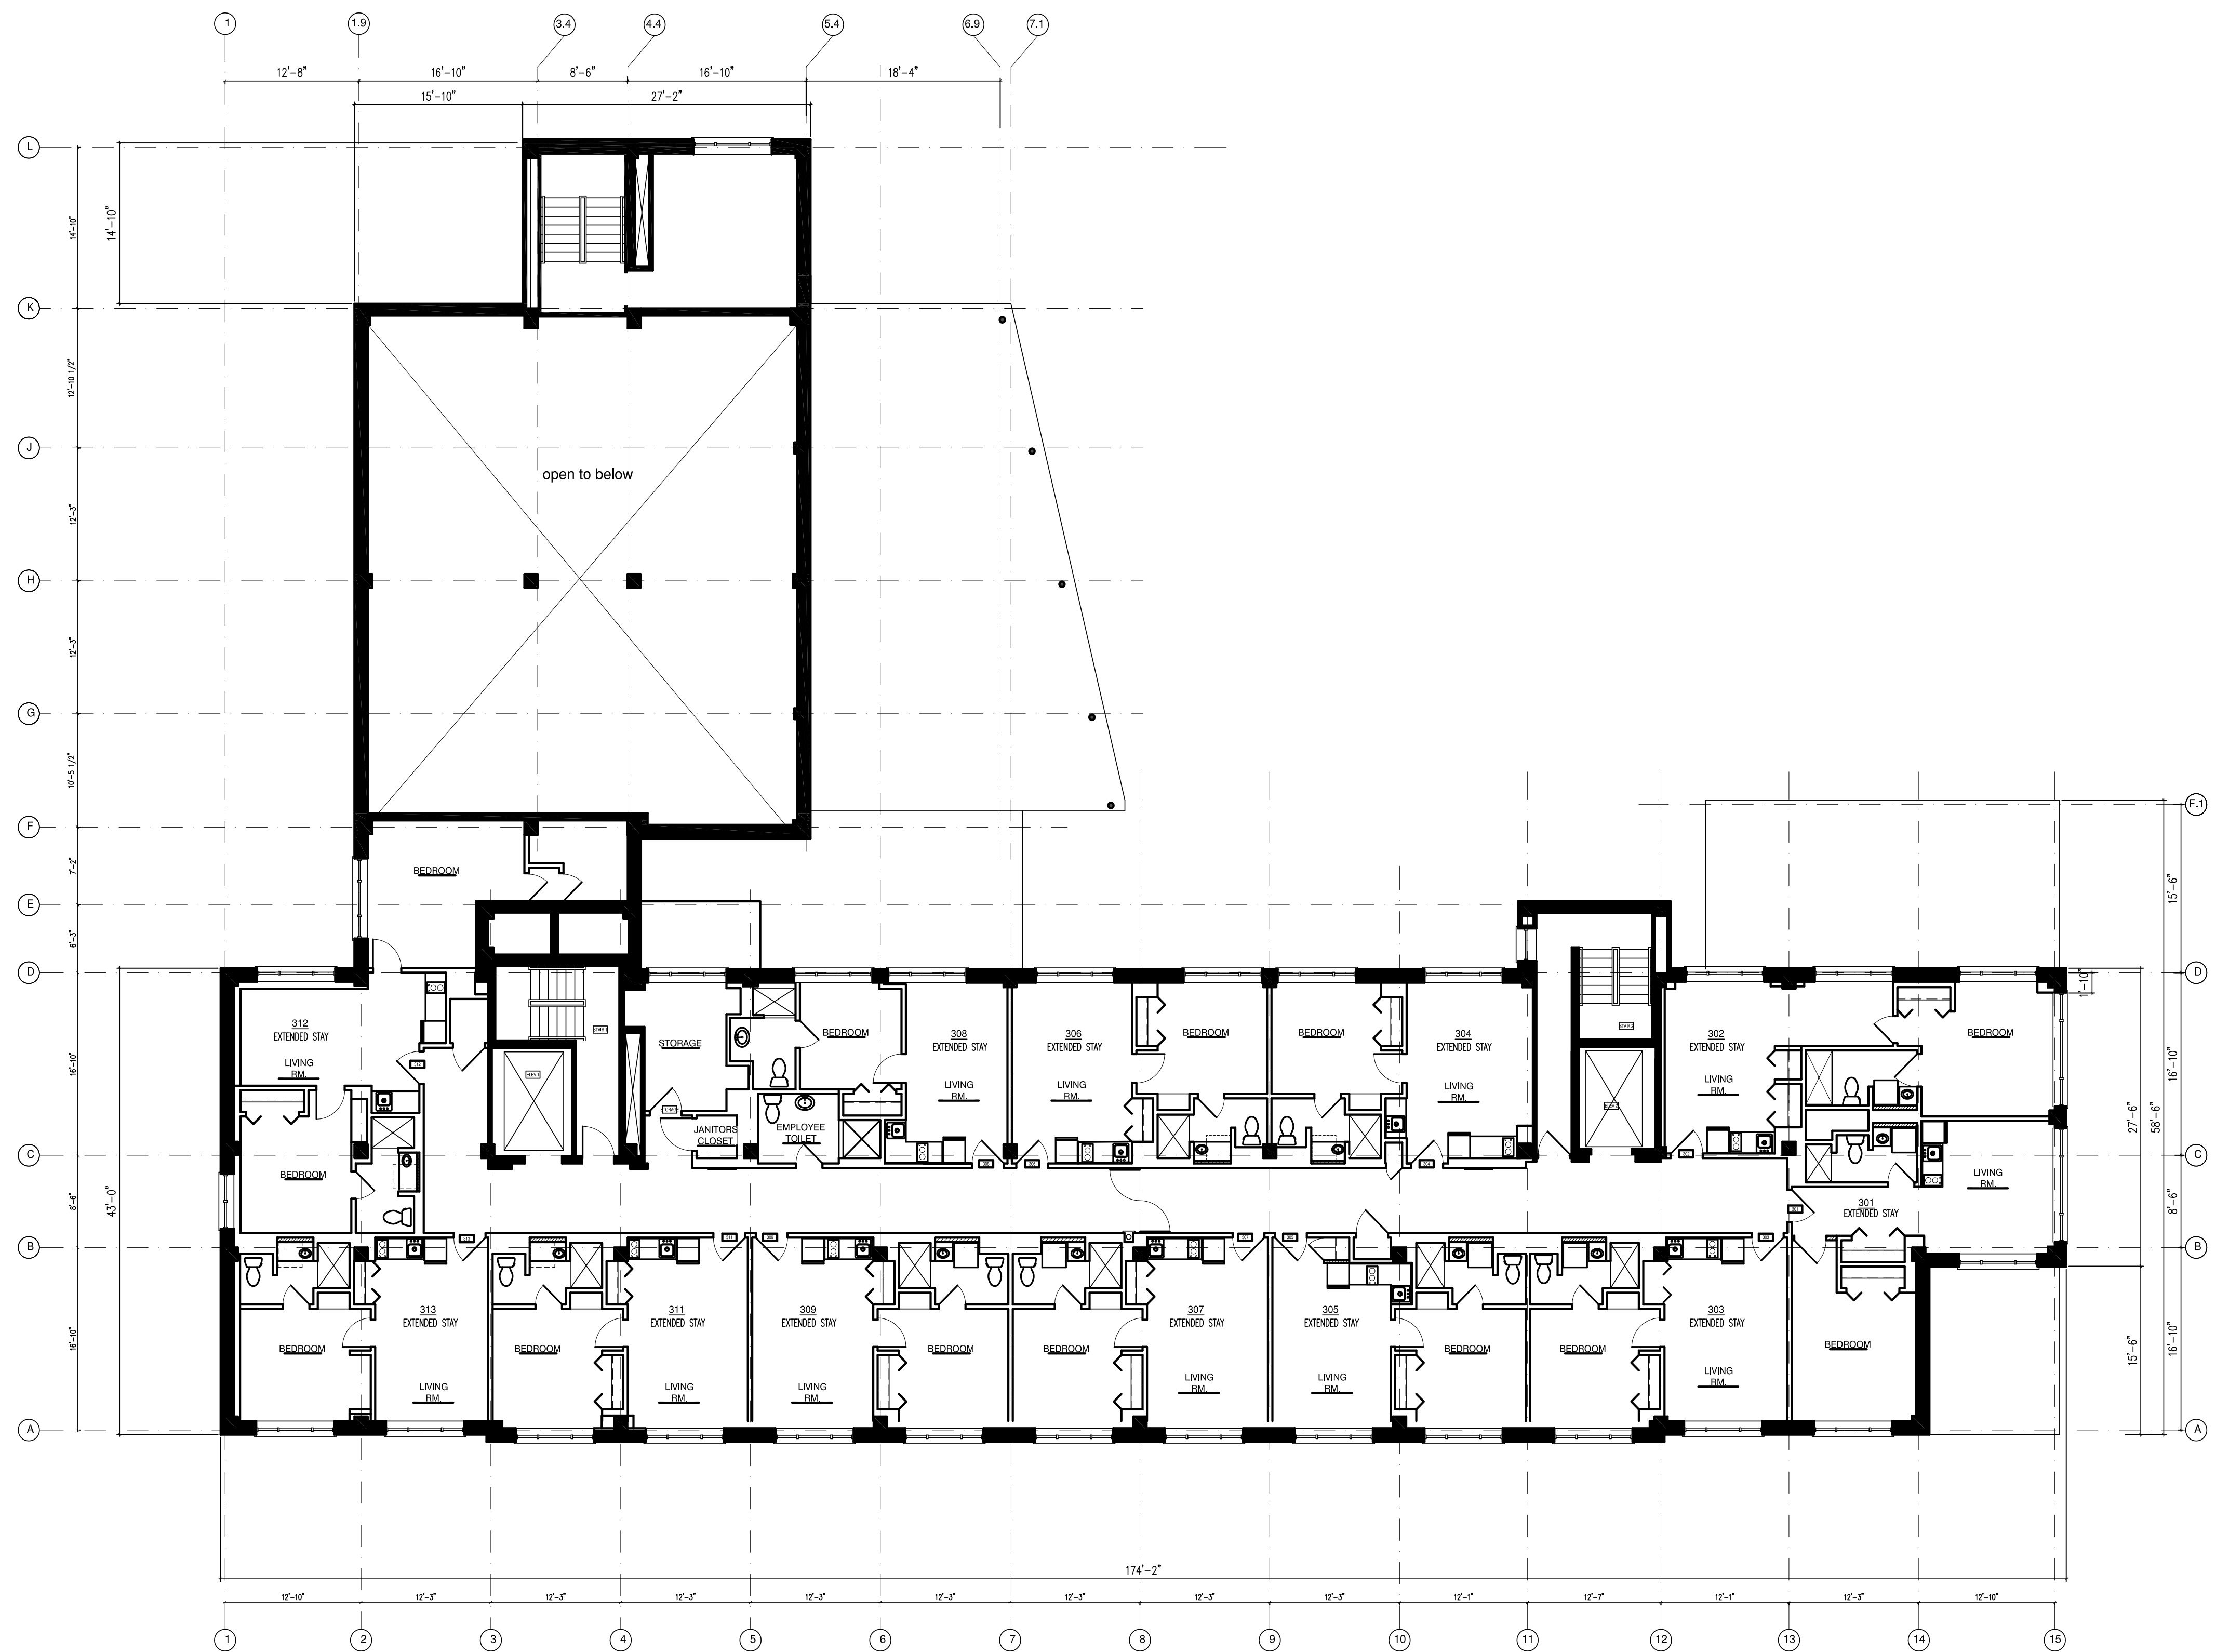 1
1.9
3.4
4.4
5.4
6.9
7.1
12'-8"
16'-10"
8'-6"
16'-10"
18'-4"
15'-10"
27'-2"
L
14'-10"
14'-10"
K
12'-10 1/2"
J
open to below
12'-3"
H
12'-3"
G
10'-5 1/2"
F.1
F
7'-2"
BEDROOM
15'-6"
E
6'-3"
D
D
1'-10"
312
EXTENDED STAY
LIVING
RM.
STAIR 1
ELEV 1
STORAGE
STORAGE
BEDROOM
308
EXTENDED STAY
LIVING
RM.
306
EXTENDED STAY
LIVING
RM.
BEDROOM
BEDROOM
304
EXTENDED STAY
LIVING
RM.
STAIR 2
302
EXTENDED STAY
LIVING
RM.
BEDROOM
16'-10"
16'-10"
27'-6"
58'-6"
JANITORS
CLOSET
EMPLOYEE
TOILET
C
C
BEDROOM
LIVING
RM.
301
EXTENDED STAY
43'-0"
8'-6"
8'-6"
B
B
313
EXTENDED STAY
311
EXTENDED STAY
309
EXTENDED STAY
307
EXTENDED STAY
305
EXTENDED STAY
303
EXTENDED STAY
BEDROOM
BEDROOM
BEDROOM
BEDROOM
BEDROOM
BEDROOM
BEDROOM
LIVING
RM.
LIVING
RM.
LIVING
RM.
LIVING
RM.
LIVING
RM.
LIVING
RM.
16'-10"
15'-6"
16'-10"
A
A
174'-2"
12'-10"
12'-3"
12'-3"
12'-3"
12'-3"
12'-3"
12'-3"
12'-3"
12'-3"
12'-1"
12'-7"
12'-1"
12'-3"
12'-10"
1
2
3
4
5
6
7
8
9
10
11
12
13
14
15